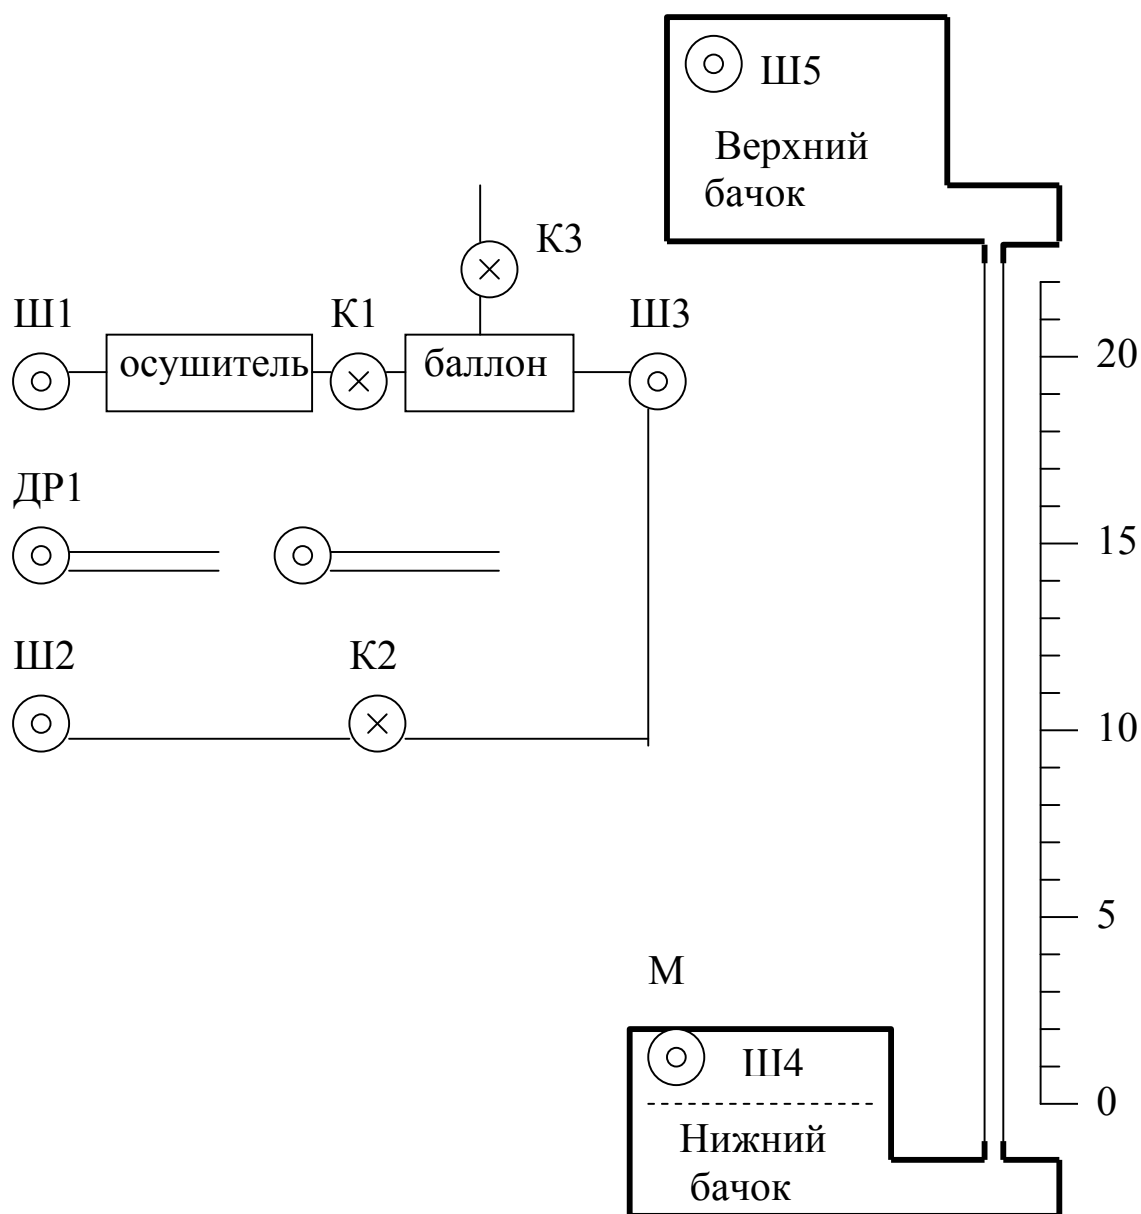 Ш5
Верхний
бачок
К3
Ш1
К1
Ш3
осушитель
баллон
20
ДР1
15
Ш2
К2
10
5
М
Ш4
0
Нижний
бачок